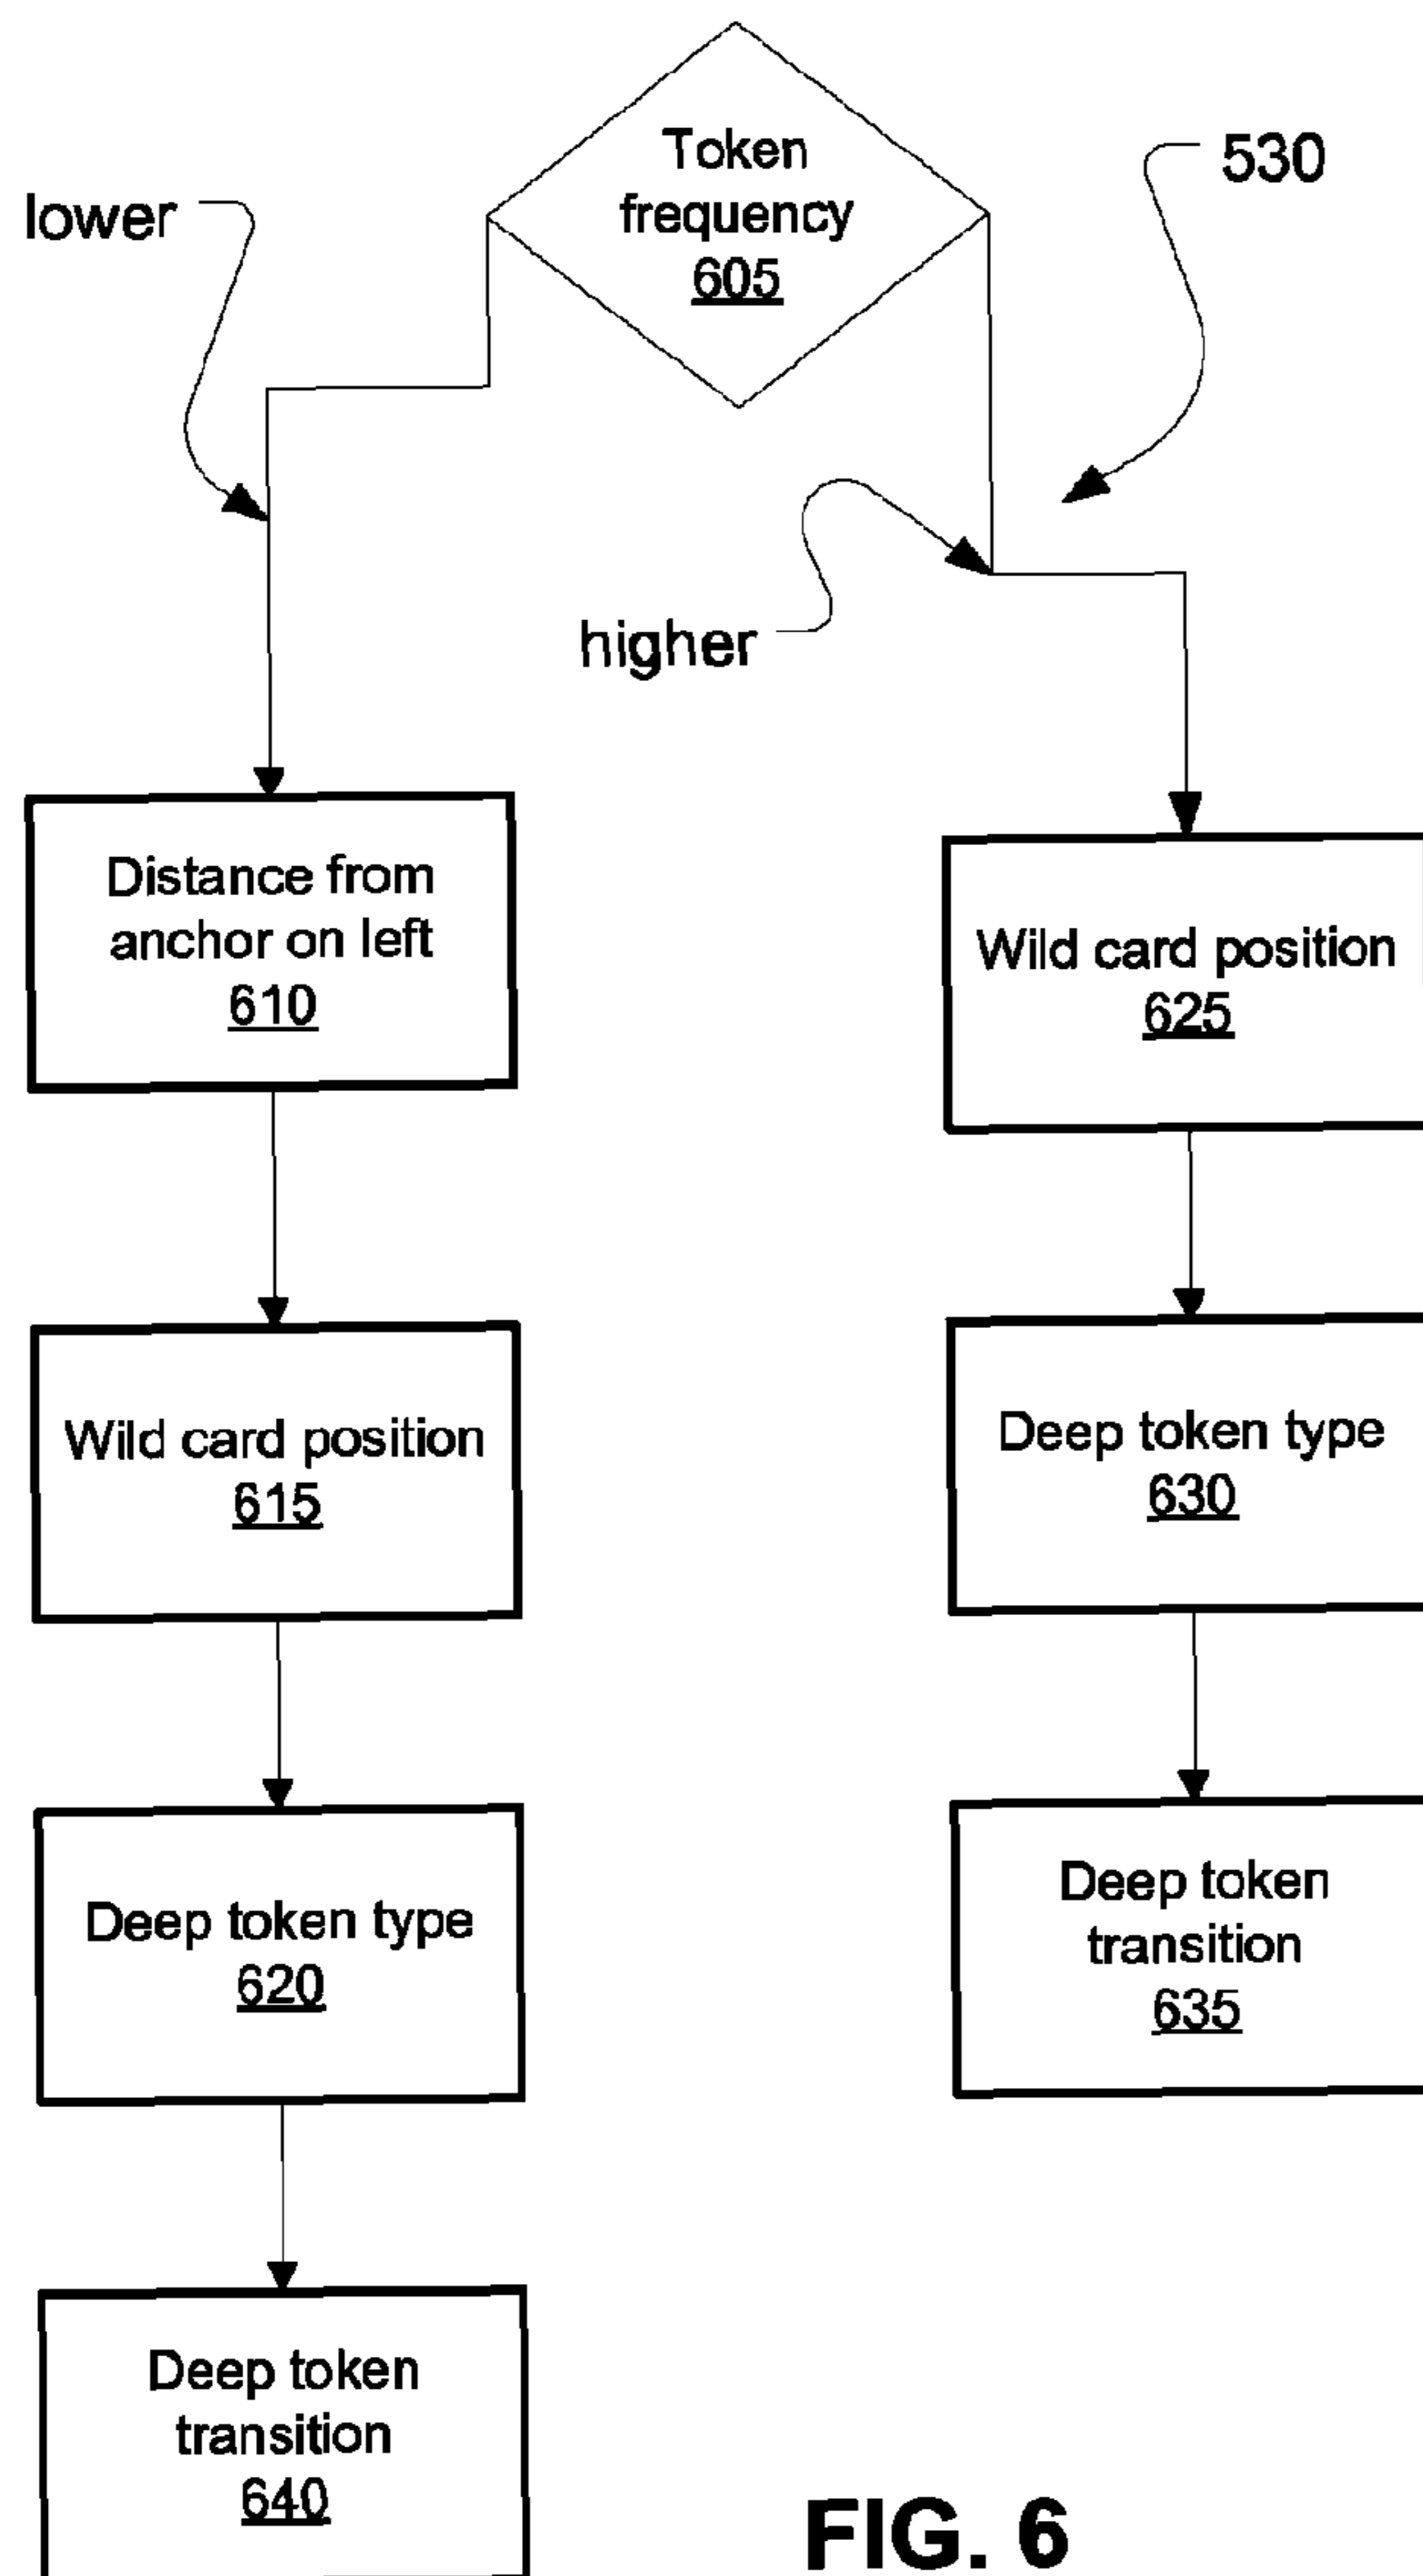 Token
frequency
605
530
lower
higher
Distance from
anchor on left
610
Wild card position
625
Wild card position
615
Deep token type
630
Deep token type
620
Deep token
transition
635
Deep token
transition
640
FIG. 6